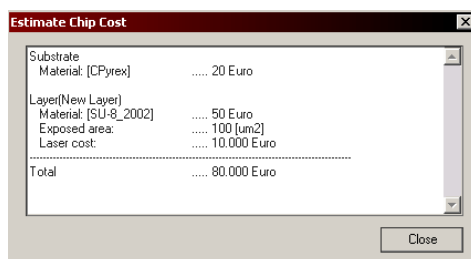 Estimate Chip Cost
Substrate
Material: [CPyrex] ..... 20 Euro
Layer(New Layer)
Material: [SU-8_2002] ..... 50 Euro
Exposed area: ..... 100 [um2]
Laser cost: ..... 10.000 Euro
Total ..... 80.000 Euro
Close